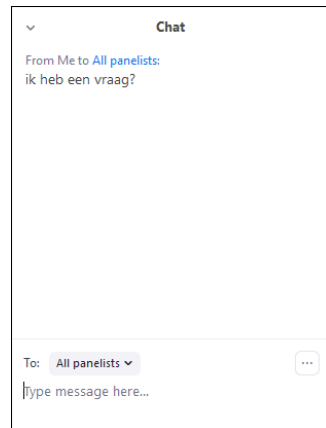 Chat
From Me to All panelists:
ik heb een vraag?
To: All panelists
Type message here...